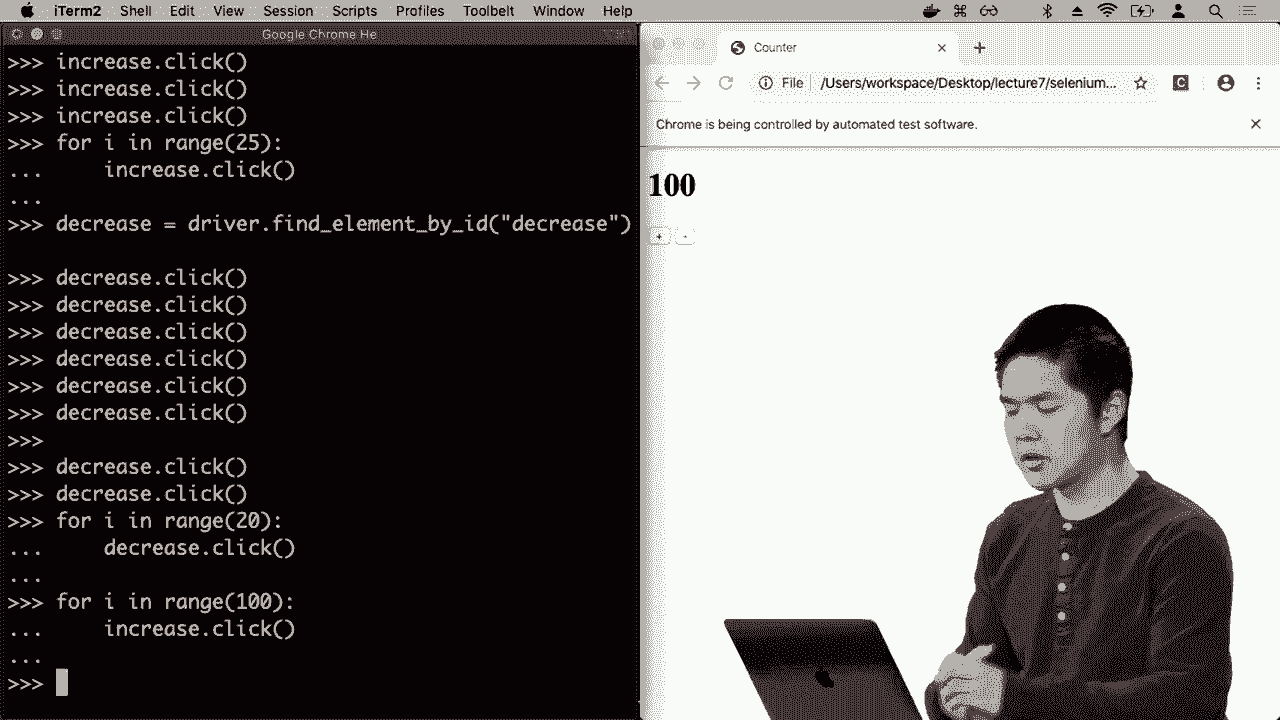 iTerm2 Shell Edit View Session Scripts Profiles Toolbelt Window Help
Google Chrome He
>>> increase.click()
>>> increase.click()
>>> increase.click()
>>> for i in range(25):
...     increase.click()
...
>>> decrease = driver.find_element_by_id("decrease")
>>> decrease.click()
>>> decrease.click()
>>> decrease.click()
>>> decrease.click()
>>> decrease.click()
>>> decrease.click()
>>>
>>> decrease.click()
>>> decrease.click()
>>> for i in range(20):
...     decrease.click()
...
>>> for i in range(100):
...     increase.click()
...
>>>
Counter
File /Users/workspace/Desktop/lecture7/selenium...
Chrome is being controlled by automated test software.
100
+ -